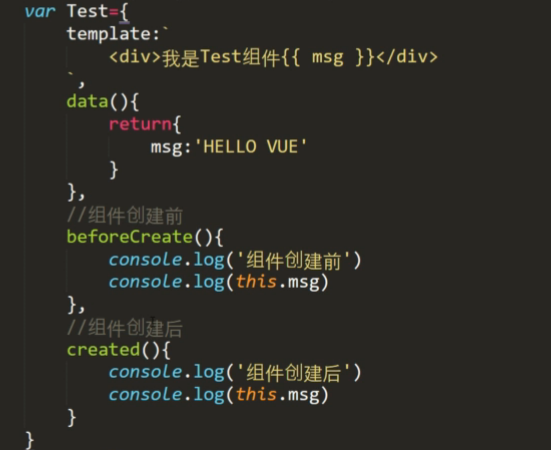 var Test={
    template:`
        <div>我是Test组件{{ msg }}</div>
    `,
    data(){
        return{
            msg:'HELLO VUE'
        }
    },
    //组件创建前
    beforeCreate(){
        console.log('组件创建前')
        console.log(this.msg)
    },
    //组件创建后
    created(){
        console.log('组件创建后')
        console.log(this.msg)
    }
}